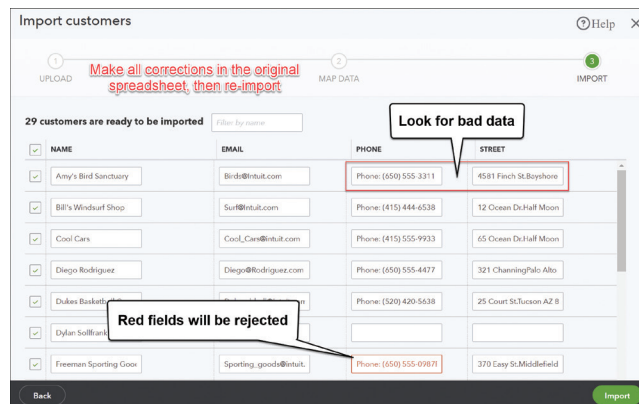 Import customers
Help
1
2
3
UPLOAD
MAP DATA
IMPORT
Make all corrections in the original
spreadsheet, then re-import
29 customers are ready to be imported
Filter by name
Look for bad data
NAME EMAIL PHONE STREET
Amy's Bird Sanctuary Birds@Intuit.com Phone: (650) 555-3311 4581 Finch St.Bayshore
Bill's Windsurf Shop Surf@Intuit.com Phone: (415) 444-6538 12 Ocean Dr.Half Moon
Cool Cars Cool_Cars@intuit.com Phone: (415) 555-9933 65 Ocean Dr.Half Moon
Diego Rodriguez Diego@Rodriguez.com Phone: (650) 555-4477 321 ChanningPalo Alto
Dukes Phone: (520) 420-5638 25 Court St.Tucson AZ 8
Red fields will be rejected
Dylan
Freeman Sporting Sporting_goods@intuit. Phone: (650) 555-0987 370 Easy St.Middlefield
Back
Import